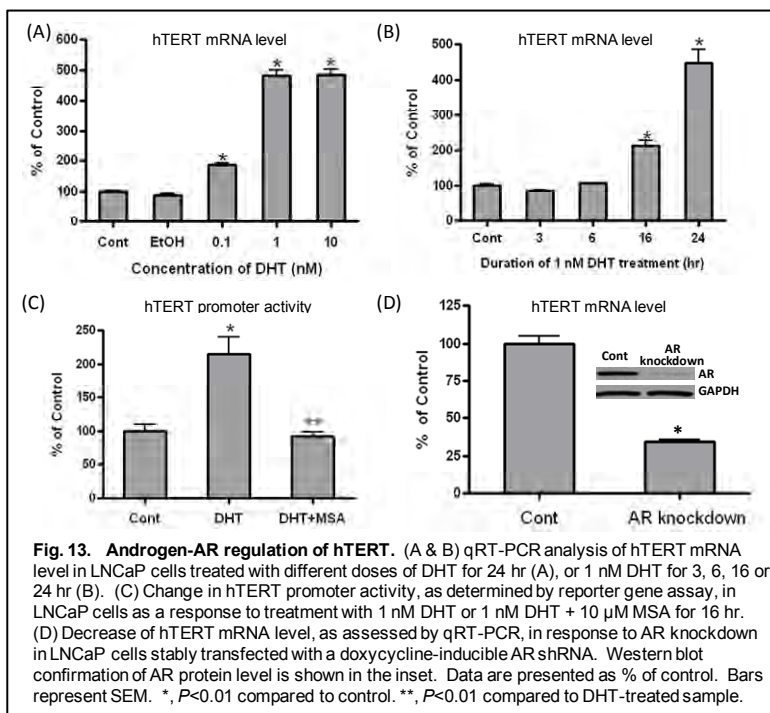 (A)
hTERT mRNA level
600
500
400
300
200
100
0
% of Control
*
*
*
Cont EtOH 0.1 1 10
Concentration of DHT (nM)
(B)
hTERT mRNA level
500
400
300
200
100
0
% of Control
*
*
Cont 3 6 16 24
Duration of 1 nM DHT treatment (hr)
(C)
hTERT promoter activity
250
200
150
100
50
0
% of Control
*
**
Cont DHT DHT+MSA
(D)
hTERT mRNA level
125
100
75
50
25
0
% of Control
Cont AR knockdown
AR
GAPDH
*
Cont AR knockdown
Fig. 13. Androgen-AR regulation of hTERT. (A & B) qRT-PCR analysis of hTERT mRNA
level in LNCaP cells treated with different doses of DHT for 24 hr (A), or 1 nM DHT for 3, 6, 16 or
24 hr (B). (C) Change in hTERT promoter activity, as determined by reporter gene assay, in
LNCaP cells as a response to treatment with 1 nM DHT or 1 nM DHT + 10 µM MSA for 16 hr.
(D) Decrease of hTERT mRNA level, as assessed by qRT-PCR, in response to AR knockdown
in LNCaP cells stably transfected with a doxycycline-inducible AR shRNA. Western blot
confirmation of AR protein level is shown in the inset. Data are presented as % of control. Bars
represent SEM. *, P<0.01 compared to control. **, P<0.01 compared to DHT-treated sample.